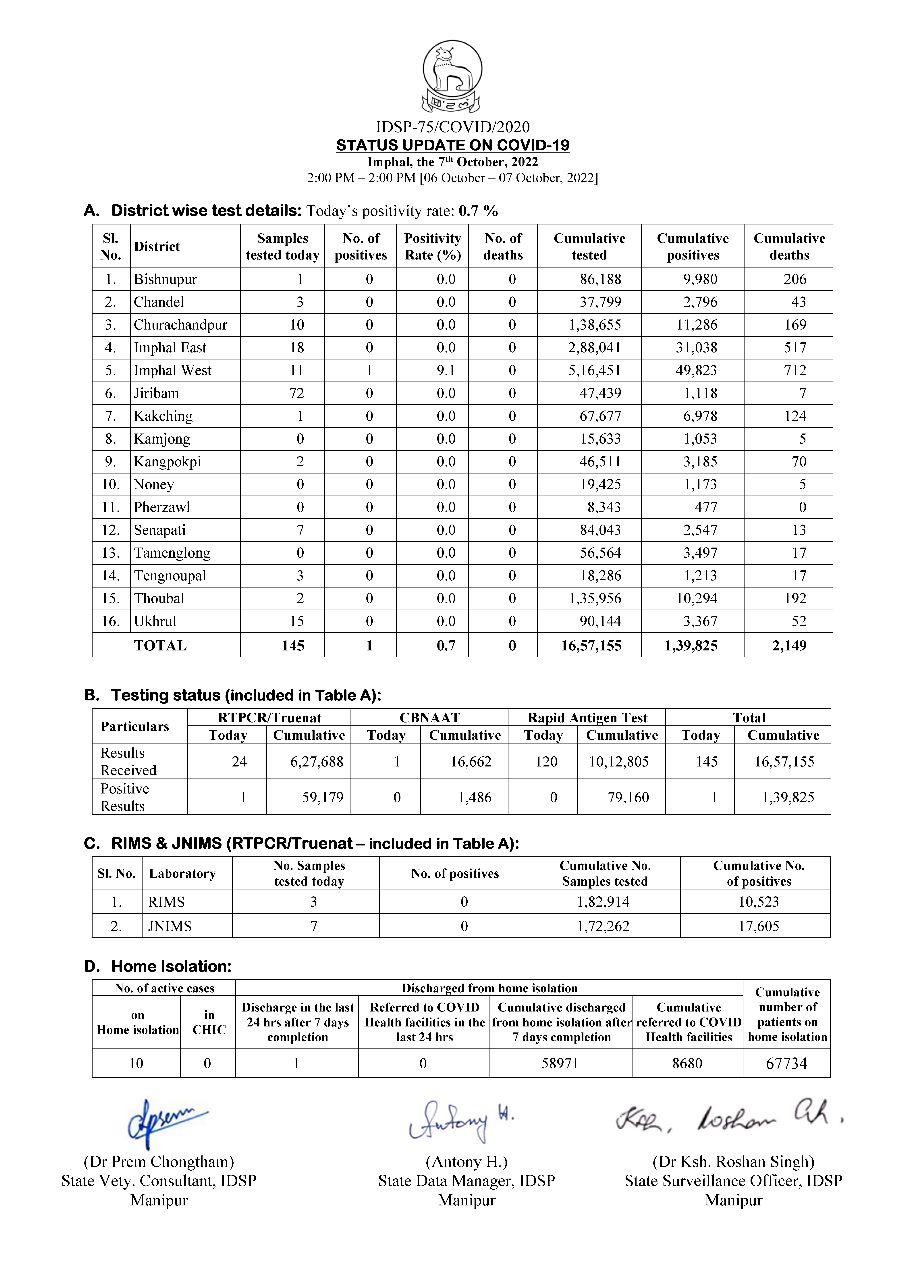 IDSP-75/COVID/2020
STATUS UPDATE ON COVID-19
Imphal, the 7th October, 2022
2:00 PM – 2:00 PM [06 October – 07 October, 2022]
A. District wise test details: Today's positivity rate: 0.7 %
Sl. No. District Samples tested today No. of positives Positivity Rate (%) No. of deaths Cumulative tested Cumulative positives Cumulative deaths
1. Bishnupur 1 0 0.0 0 86,188 9,980 206
2. Chandel 3 0 0.0 0 37,799 2,796 43
3. Churachandpur 10 0 0.0 0 1,38,655 11,286 169
4. Imphal East 18 0 0.0 0 2,88,041 31,038 517
5. Imphal West 11 1 9.1 0 5,16,451 49,823 712
6. Jiribam 72 0 0.0 0 47,439 1,118 7
7. Kakching 1 0 0.0 0 67,677 6,978 124
8. Kamjong 0 0 0.0 0 15,633 1,053 5
9. Kangpokpi 2 0 0.0 0 46,511 3,185 70
10. Noney 0 0 0.0 0 19,425 1,173 5
11. Pherzawl 0 0 0.0 0 8,343 477 0
12. Senapati 7 0 0.0 0 84,043 2,547 13
13. Tamenglong 0 0 0.0 0 56,564 3,497 17
14. Tengnoupal 3 0 0.0 0 18,286 1,213 17
15. Thoubal 2 0 0.0 0 1,35,956 10,294 192
16. Ukhrul 15 0 0.0 0 90,144 3,367 52
TOTAL 145 1 0.7 0 16,57,155 1,39,825 2,149
B. Testing status (included in Table A):
Particulars RTPCR/Truenat CBNAAT Rapid Antigen Test Total
Today Cumulative Today Cumulative Today Cumulative Today Cumulative
Results Received 24 6,27,688 1 16,662 120 10,12,805 145 16,57,155
Positive Results 1 59,179 0 1,486 0 79,160 1 1,39,825
C. RIMS & JNIMS (RTPCR/Truenat – included in Table A):
Sl. No. Laboratory No. Samples tested today No. of positives Cumulative No. Samples tested Cumulative No. of positives
1. RIMS 3 0 1,82,914 10,523
2. JNIMS 7 0 1,72,262 17,605
D. Home Isolation:
No. of active cases Discharged from home isolation Cumulative number of patients on home isolation
on Home isolation in CHIC Discharge in the last 24 hrs after 7 days completion Referred to COVID Health facilities in the last 24 hrs Cumulative discharged from home isolation after 7 days completion Cumulative referred to COVID Health facilities
10 0 1 0 58971 8680 67734
Antony H.
(Dr Prem Chongtham) (Antony H.) (Dr Ksh. Roshan Singh)
State Vety. Consultant, IDSP State Data Manager, IDSP State Surveillance Officer, IDSP
Manipur Manipur Manipur